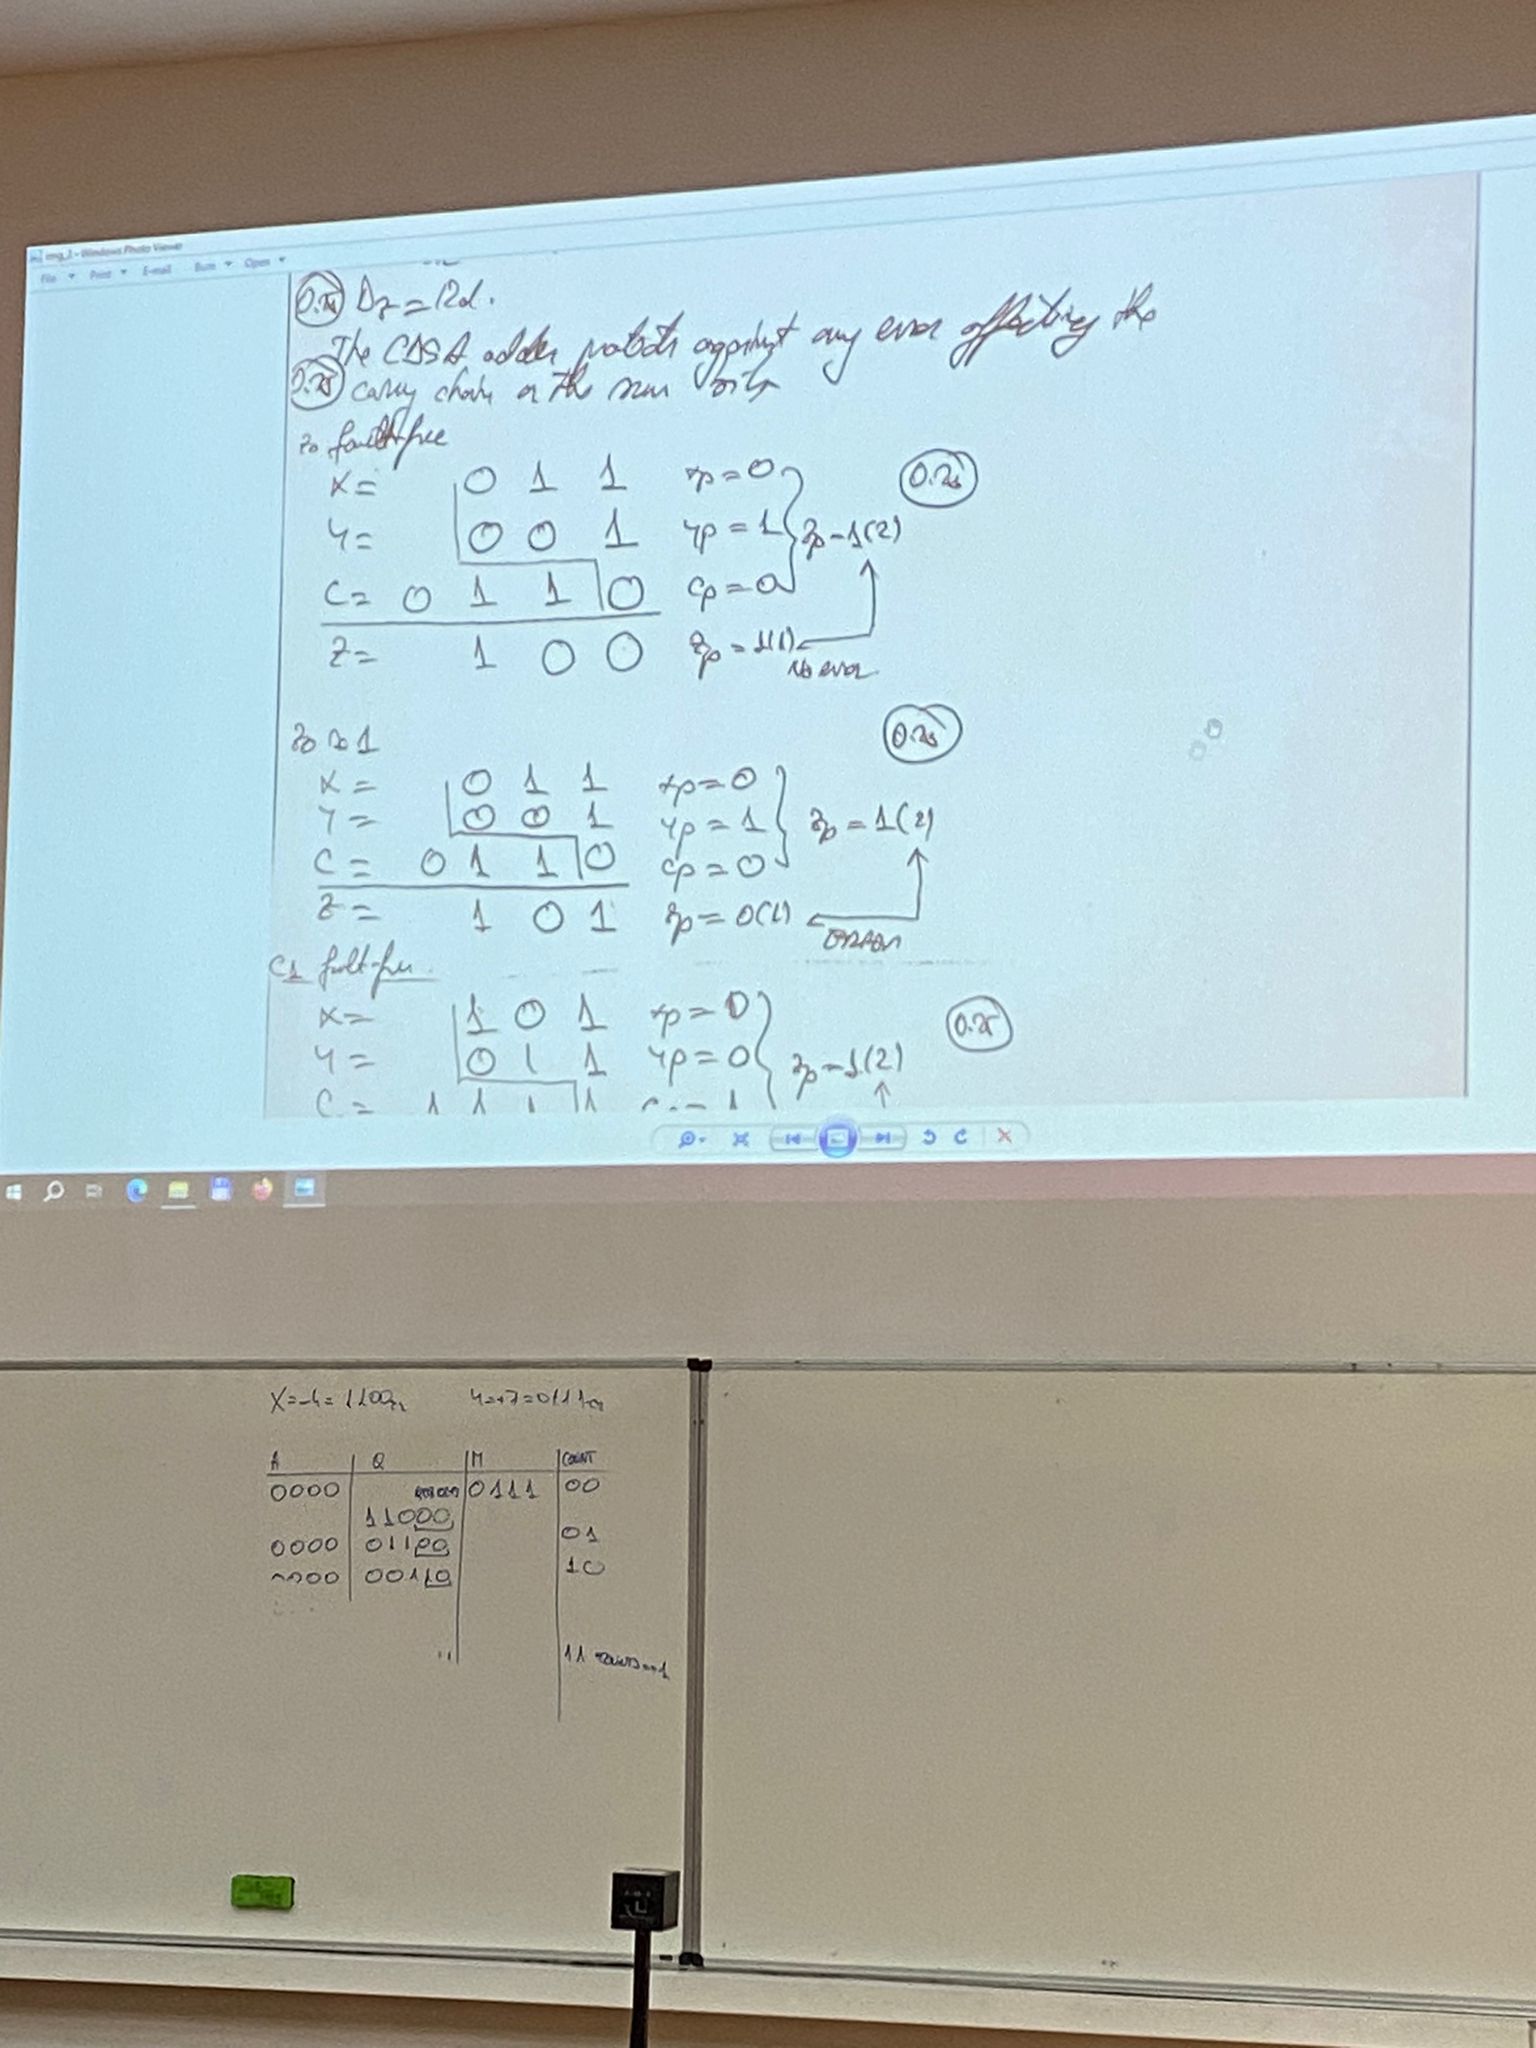 img_1 - Windows Photo Viewer
File Print E-mail Burn Open
0.25 Dz = 12d.
The CDSA adder protects against any error affecting the
0.25 carry chain or the sum bits
z0 fault-free
X = 0 1 1 xp = 0 0.25
Y = 0 0 1 yp = 1 zp = 1(2)
C = 0 1 1 0 cp = 0
Z = 1 0 0 zp = 1(1)
No error
z0 sa 1 0.25
X = 0 1 1 xp = 0
Y = 0 0 1 yp = 1 zp = 1(2)
C = 0 1 1 0 cp = 0
Z = 1 0 1 zp = 0(1)
ERROR
C1 fault-free
X = 1 0 1 xp = 0 0.25
Y = 0 1 1 yp = 0 zp = 1(2)
C = 1 1 1 1
X=-4=1100 Y=+7=0111
A Q M COUNT
0000 0111 00
11000
01
0000 01100
10
0000 00110
11